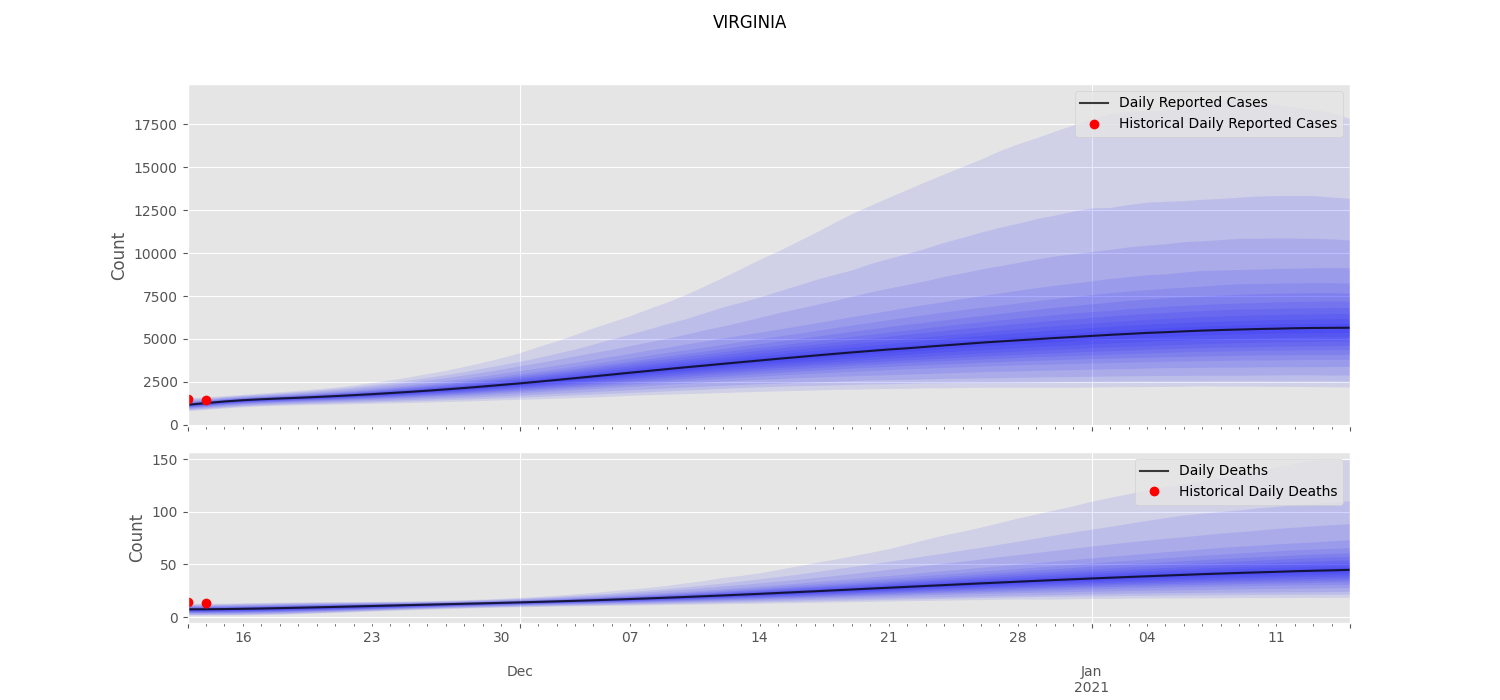 VIRGINIA
Daily Reported Cases
Historical Daily Reported Cases
Count
17500
15000
12500
10000
7500
5000
2500
0
Daily Deaths
Historical Daily Deaths
Count
150
100
50
0
16 23 30 07 14 21 28 04 11
Dec Jan
2021